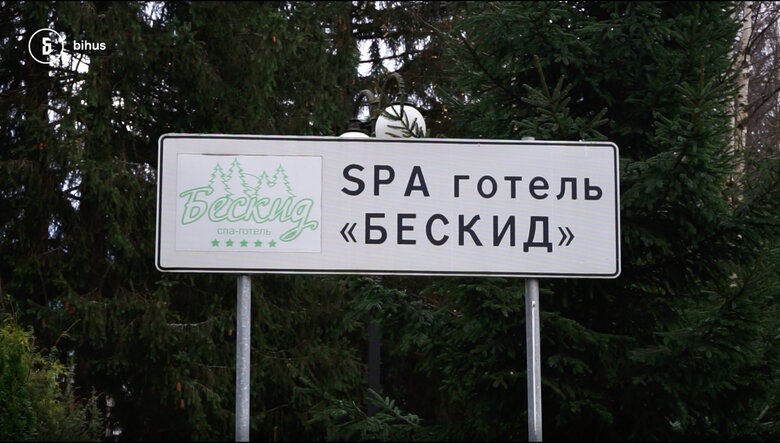 Б bihus
Бескид
спа-готель
SPA готель
«БЕСКИД»